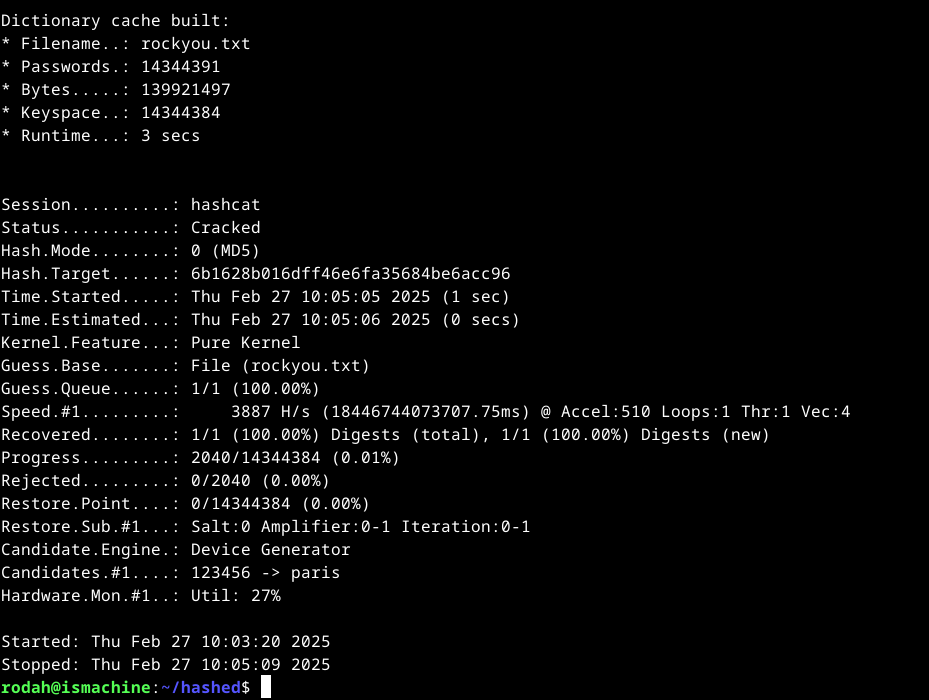 Dictionary cache built:
* Filename..: rockyou.txt
* Passwords.: 14344391
* Bytes.....: 139921497
* Keyspace..: 14344384
* Runtime...: 3 secs
Session..........: hashcat
Status...........: Cracked
Hash.Mode........: 0 (MD5)
Hash.Target......: 6b1628b016dff46e6fa35684be6acc96
Time.Started.....: Thu Feb 27 10:05:05 2025 (1 sec)
Time.Estimated...: Thu Feb 27 10:05:06 2025 (0 secs)
Kernel.Feature...: Pure Kernel
Guess.Base.......: File (rockyou.txt)
Guess.Queue......: 1/1 (100.00%)
Speed.#1.........:     3887 H/s (18446744073707.75ms) @ Accel:510 Loops:1 Thr:1 Vec:4
Recovered........: 1/1 (100.00%) Digests (total), 1/1 (100.00%) Digests (new)
Progress.........: 2040/14344384 (0.01%)
Rejected.........: 0/2040 (0.00%)
Restore.Point....: 0/14344384 (0.00%)
Restore.Sub.#1...: Salt:0 Amplifier:0-1 Iteration:0-1
Candidate.Engine.: Device Generator
Candidates.#1....: 123456 -> paris
Hardware.Mon.#1..: Util: 27%
Started: Thu Feb 27 10:03:20 2025
Stopped: Thu Feb 27 10:05:09 2025
rodah@ismachine:~/hashed$